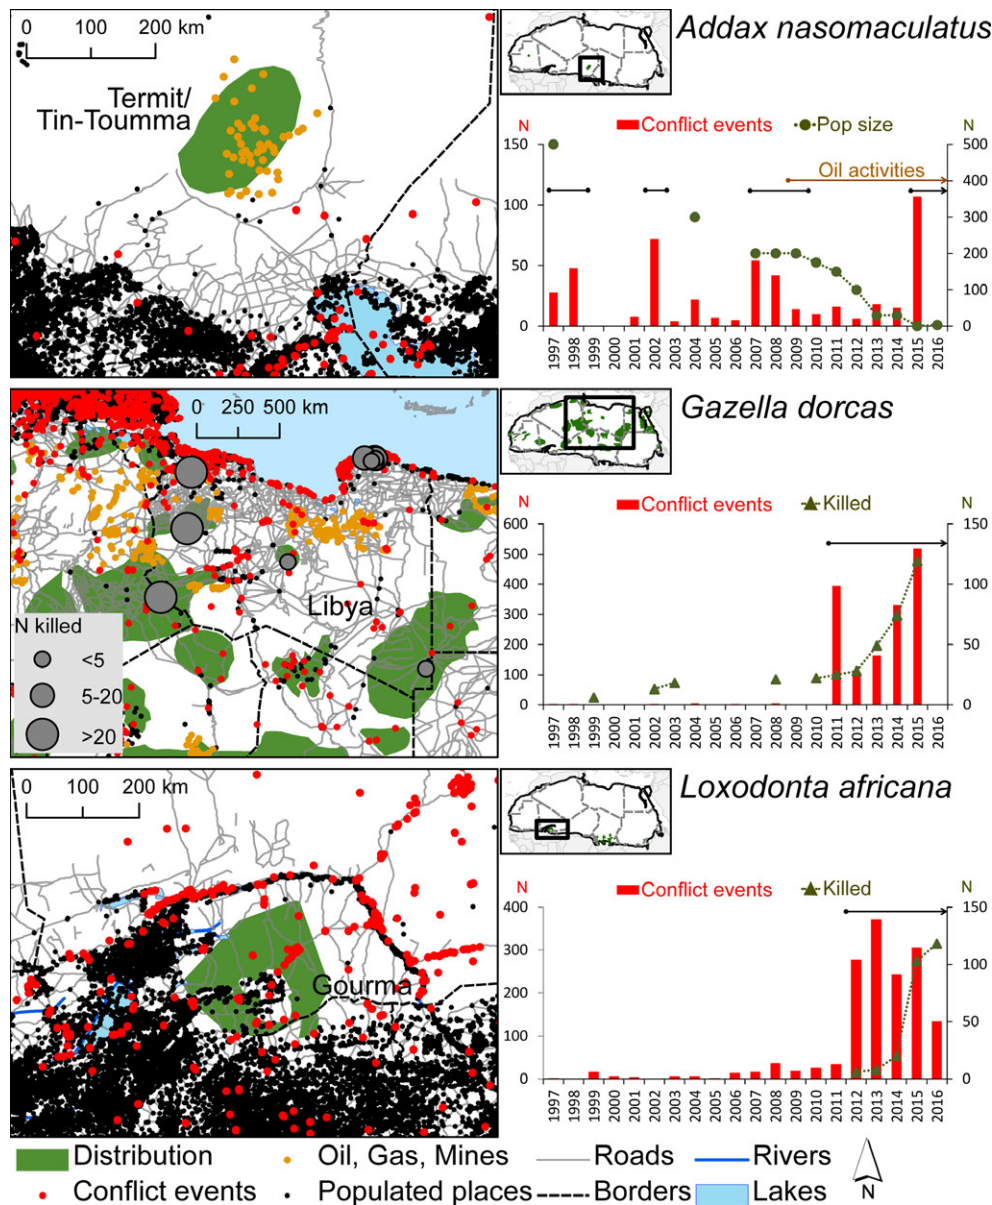 0 100 200 km
Termit/
Tin-Toumma
Addax nasomaculatus
N Conflict events Pop size N
Oil activities
150
100
50
0
500
400
300
200
100
0
1997 1998 1999 2000 2001 2002 2003 2004 2005 2006 2007 2008 2009 2010 2011 2012 2013 2014 2015 2016
0 250 500 km
Libya
N killed
<5
5-20
>20
Gazella dorcas
N Conflict events Killed N
600
500
400
300
200
100
0
150
100
50
0
1997 1998 1999 2000 2001 2002 2003 2004 2005 2006 2007 2008 2009 2010 2011 2012 2013 2014 2015 2016
0 100 200 km
Gourma
Loxodonta africana
N Conflict events Killed N
400
300
200
100
0
150
100
50
0
1997 1998 1999 2000 2001 2002 2003 2004 2005 2006 2007 2008 2009 2010 2011 2012 2013 2014 2015 2016
Distribution Oil, Gas, Mines Roads Rivers
Conflict events Populated places Borders Lakes
N